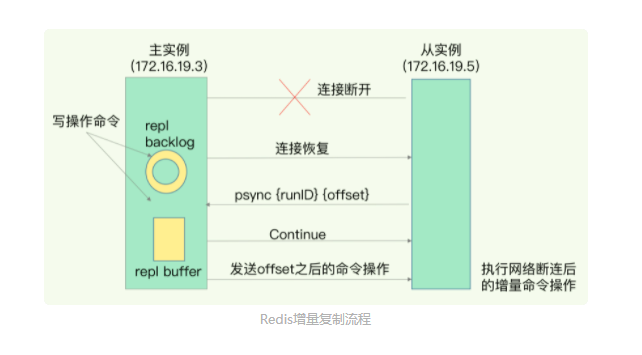 主实例
(172.16.19.3)
从实例
(172.16.19.5)
连接断开
写操作命令
repl
backlog
连接恢复
psync {runID} {offset}
Continue
repl buffer
发送offset之后的命令操作
执行网络断连后
的增量命令操作
Redis增量复制流程